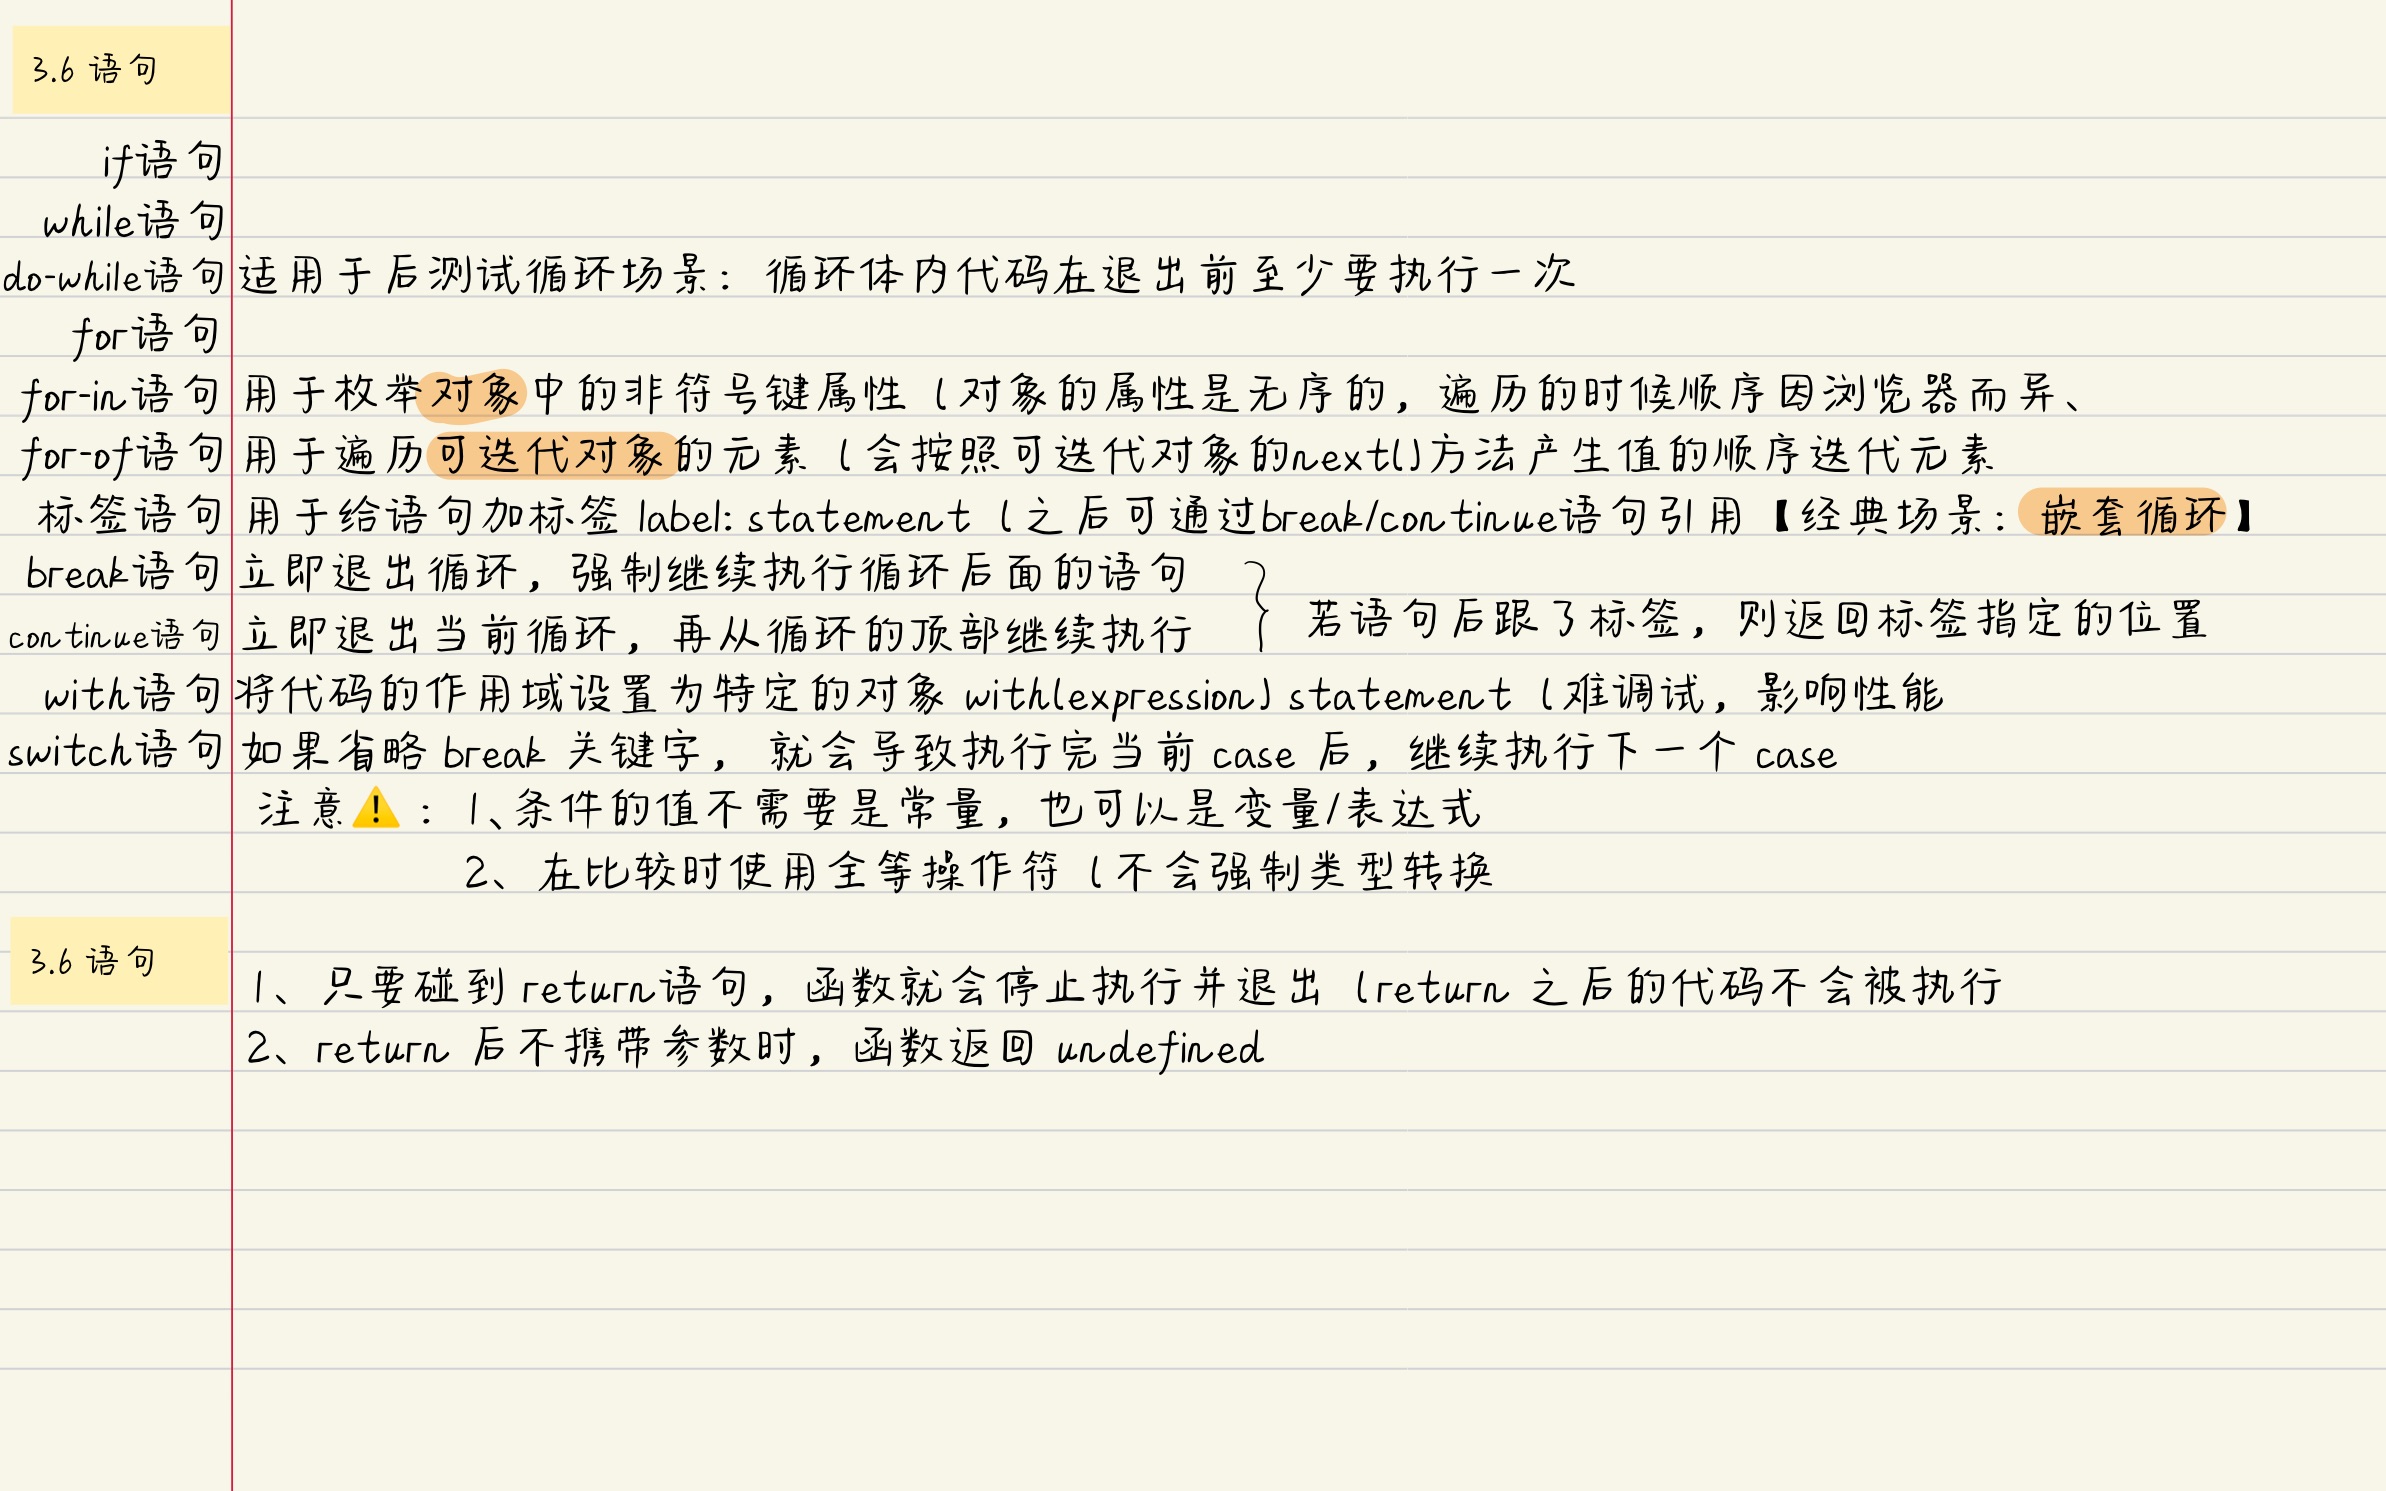 3.6 语句
if语句
while语句
do-while语句 适用于后测试循环场景：循环体内代码在退出前至少要执行一次
for语句
for-in语句 用于枚举对象中的非符号键属性（对象的属性是无序的，遍历的时候顺序因浏览器而异、
for-of语句 用于遍历可迭代对象的元素（会按照可迭代对象的next()方法产生值的顺序迭代元素
标签语句 用于给语句加标签 label: statement（之后可通过break/continue语句引用【经典场景：嵌套循环】
break语句 立即退出循环，强制继续执行循环后面的语句
continue语句 立即退出当前循环，再从循环的顶部继续执行
若语句后跟了标签，则返回标签指定的位置
with语句 将代码的作用域设置为特定的对象 with(expression) statement（难调试，影响性能
switch语句 如果省略 break 关键字，就会导致执行完当前 case 后，继续执行下一个 case
注意⚠️：1、条件的值不需要是常量，也可以是变量/表达式
2、在比较时使用全等操作符（不会强制类型转换
3.6 语句
1、只要碰到 return语句，函数就会停止执行并退出（return 之后的代码不会被执行
2、return 后不携带参数时，函数返回 undefined